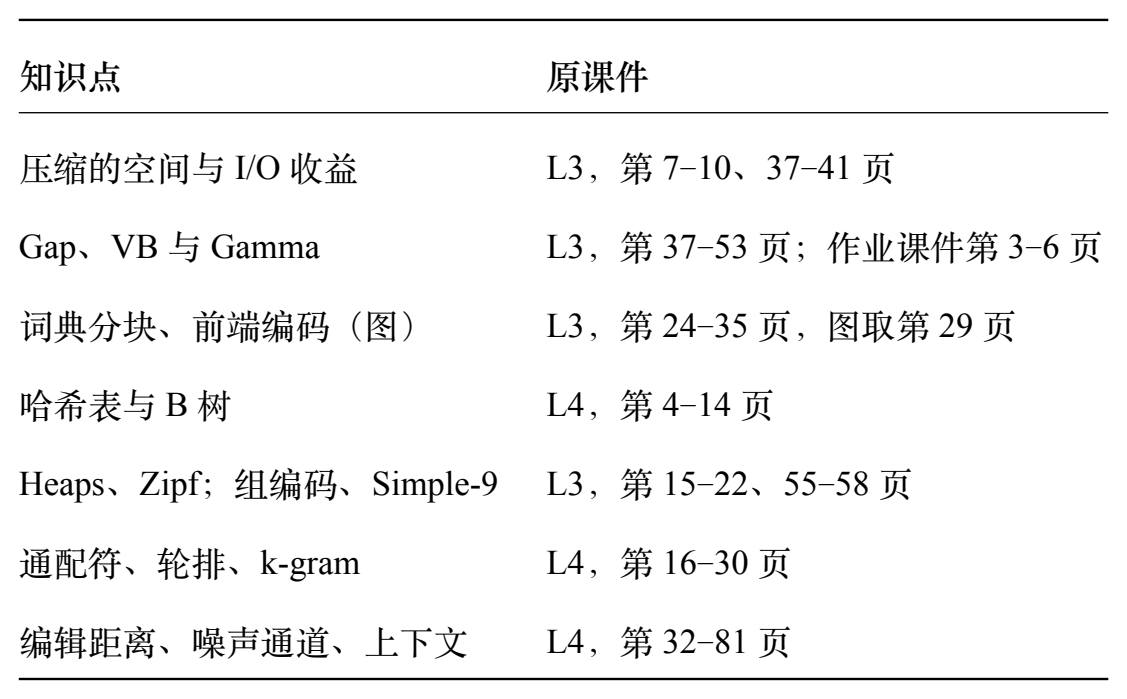 知识点 原课件
压缩的空间与 I/O 收益 L3，第 7–10、37–41 页
Gap、VB 与 Gamma L3，第 37–53 页；作业课件第 3–6 页
词典分块、前端编码（图） L3，第 24–35 页，图取第 29 页
哈希表与 B 树 L4，第 4–14 页
Heaps、Zipf；组编码、Simple-9 L3，第 15–22、55–58 页
通配符、轮排、k-gram L4，第 16–30 页
编辑距离、噪声通道、上下文 L4，第 32–81 页